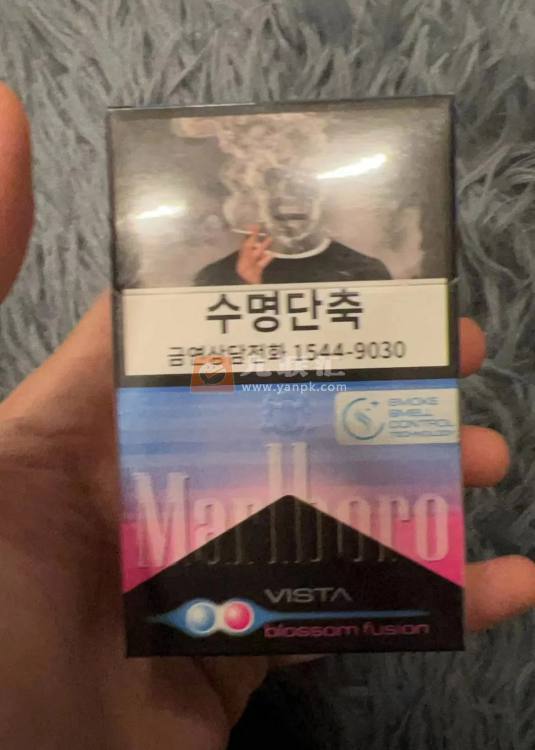 수명단축
금연상담전화 1544-9030
www.yanpk.com
SMOKE
SMELL
CONTROL
TECHNOLOGY
Marlboro
VISTA
blossom fusion